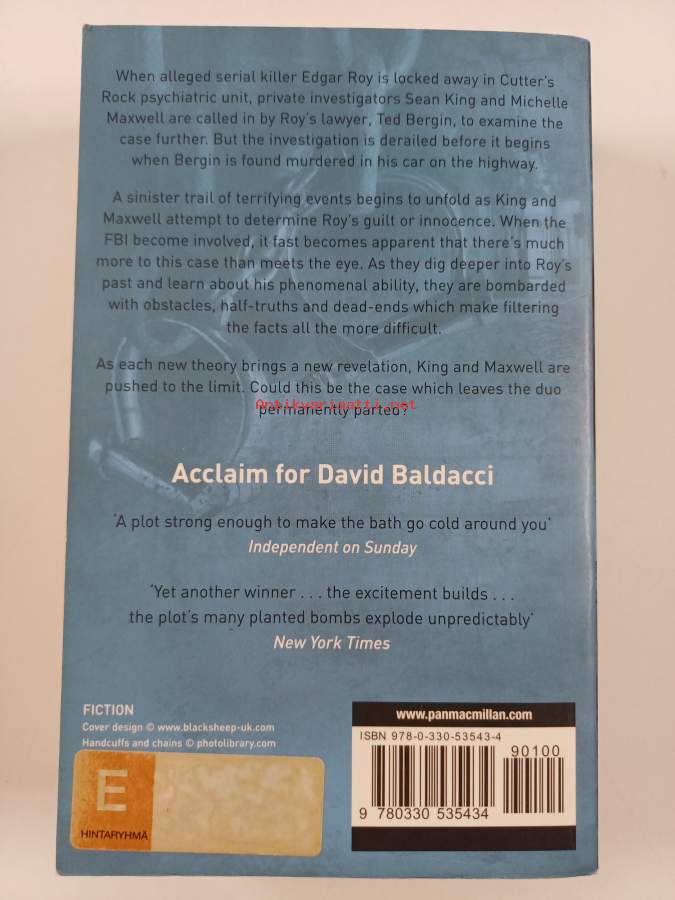 When alleged serial killer Edgar Roy is locked away in Cutter's
Rock psychiatric unit, private investigators Sean King and Michelle
Maxwell are called in by Roy's lawyer, Ted Bergin, to examine the
case further. But the investigation is derailed before it begins
when Bergin is found murdered in his car on the highway.
A sinister trail of terrifying events begins to unfold as King and
Maxwell attempt to determine Roy's guilt or innocence. When the
FBI become involved, it fast becomes apparent that there's much
more to this case than meets the eye. As they dig deeper into Roy's
past and learn about his phenomenal ability, they are bombarded
with obstacles, half-truths and dead-ends which make filtering
the facts all the more difficult.
As each new theory brings a new revelation, King and Maxwell are
pushed to the limit. Could this be the case which leaves the duo
permanently parted?
Antikvariaatti.net
Acclaim for David Baldacci
'A plot strong enough to make the bath go cold around you'
Independent on Sunday
'Yet another winner . . . the excitement builds . . .
the plot's many planted bombs explode unpredictably'
New York Times
FICTION
Cover design © www.blacksheep-uk.com
Handcuffs and chains © photolibrary.com
E
HINTARYHMÄ
www.panmacmillan.com
ISBN 978-0-330-53543-4
90100
9 780330 535434